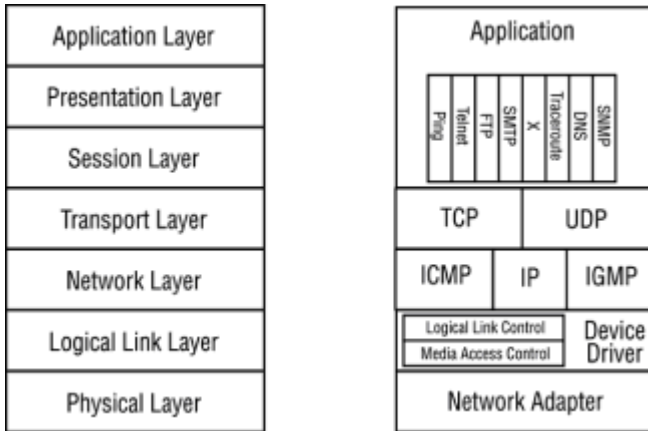 Application Layer
Presentation Layer
Session Layer
Transport Layer
Network Layer
Logical Link Layer
Physical Layer
Application
Ping
Telnet
FTP
SMTP
X
Traceroute
DNS
SNMP
TCP
UDP
ICMP
IP
IGMP
Logical Link Control
Media Access Control
Device
Driver
Network Adapter